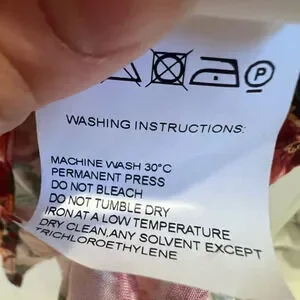 P
WASHING INSTRUCTIONS:
MACHINE WASH 30°C
PERMANENT PRESS
DO NOT BLEACH
DO NOT TUMBLE DRY
IRON AT A LOW TEMPERATURE
DRY CLEAN,ANY SOLVENT EXCEPT
TRICHLOROETHYLENE